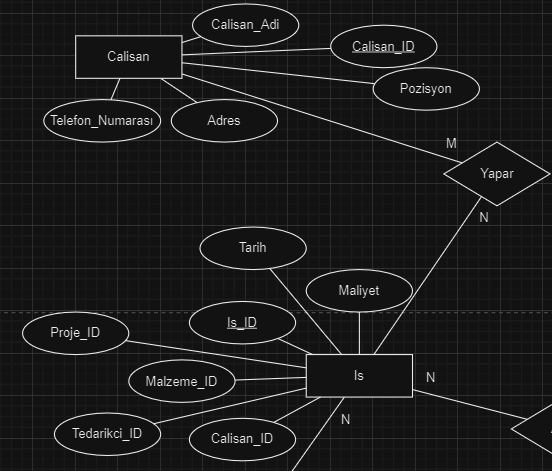 Calisan_Adi
Calisan_ID
Calisan
Pozisyon
Telefon_Numarası
Adres
M
Yapar
N
Tarih
Maliyet
Is_ID
Proje_ID
Is
N
Malzeme_ID
N
Tedarikci_ID
Calisan_ID